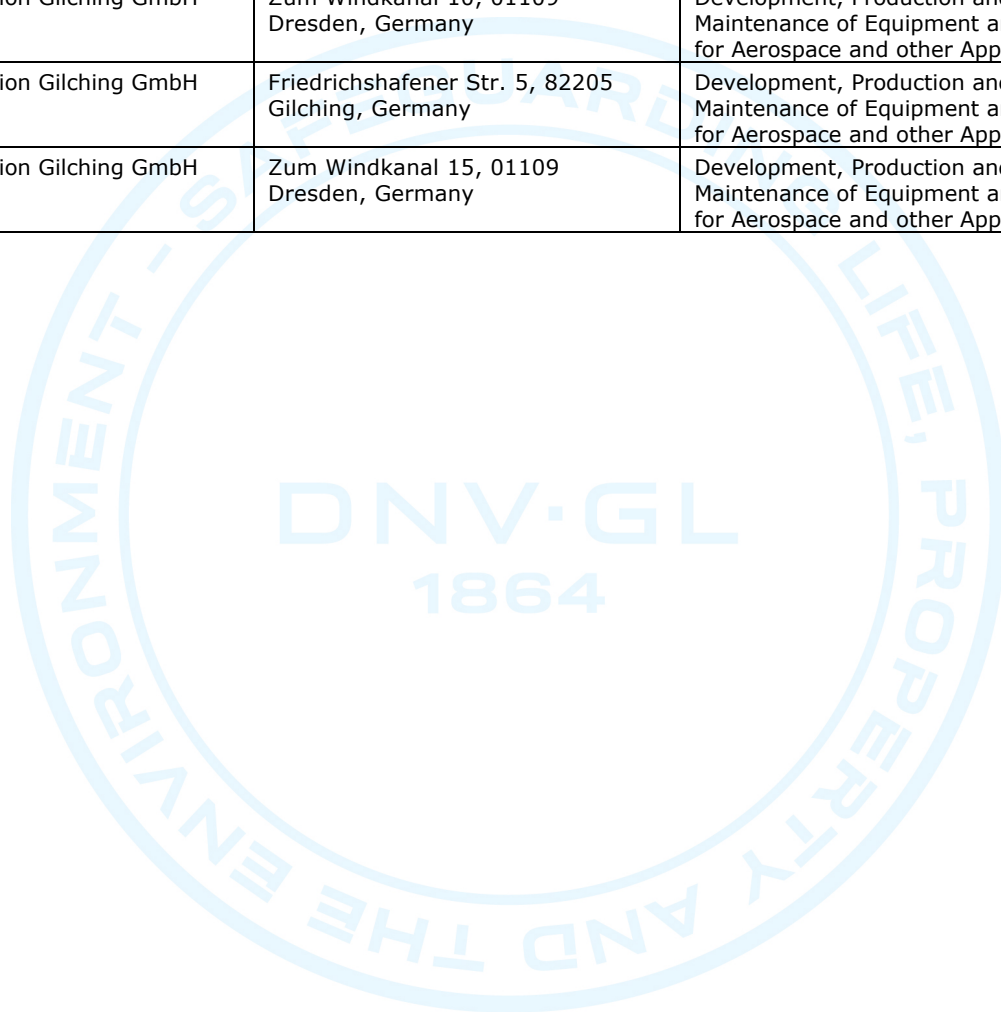 ion Gilching GmbH Zum Windkanal 10, 01109 Development, Production and
Dresden, Germany Maintenance of Equipment a
for Aerospace and other App
ion Gilching GmbH Friedrichshafener Str. 5, 82205 Development, Production and
Gilching, Germany Maintenance of Equipment a
for Aerospace and other App
ion Gilching GmbH Zum Windkanal 15, 01109 Development, Production and
Dresden, Germany Maintenance of Equipment a
for Aerospace and other App
SAFEGUARDING LIFE, PROPERTY AND THE ENVIRONMENT -
DNV·GL
1864